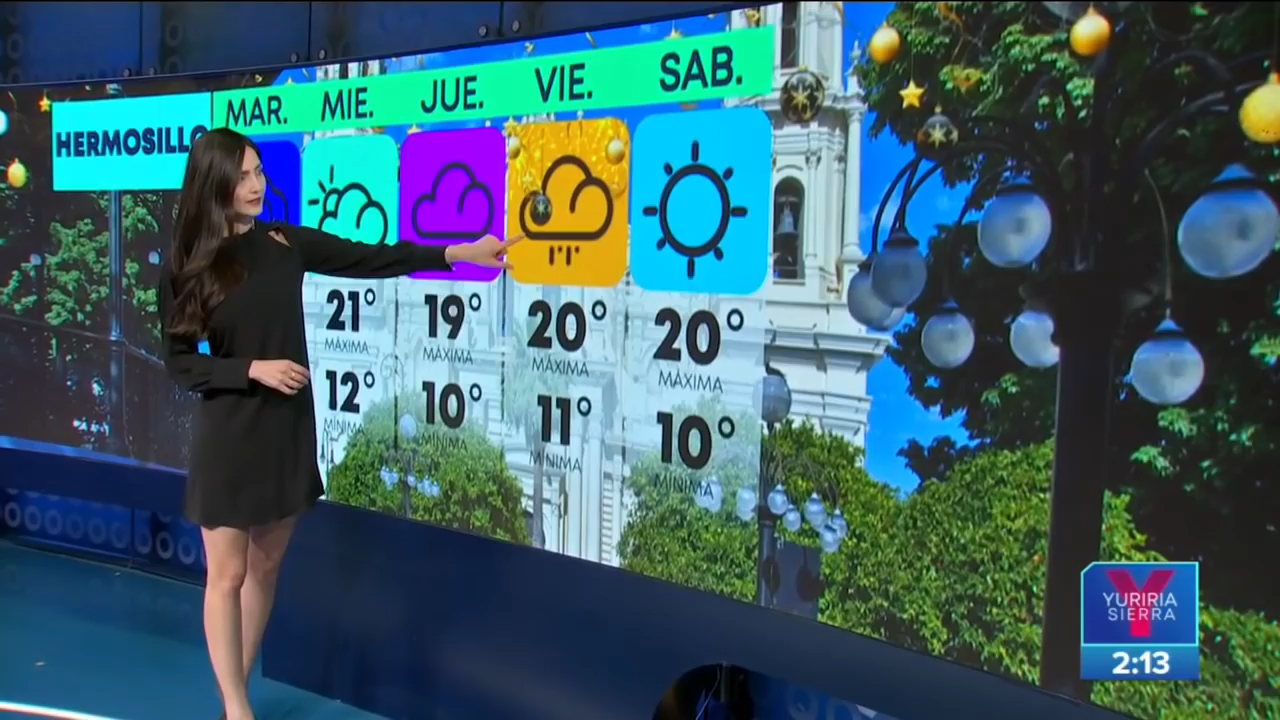 HERMOSILLO
MAR. MIE. JUE. VIE. SAB.
21° 19° 20° 20°
MÁXIMA MÁXIMA MÁXIMA MÁXIMA
12° 10° 11° 10°
MÍNIMA MÍNIMA MÍNIMA MÍNIMA
Y
YURIRIA
SIERRA
2:13